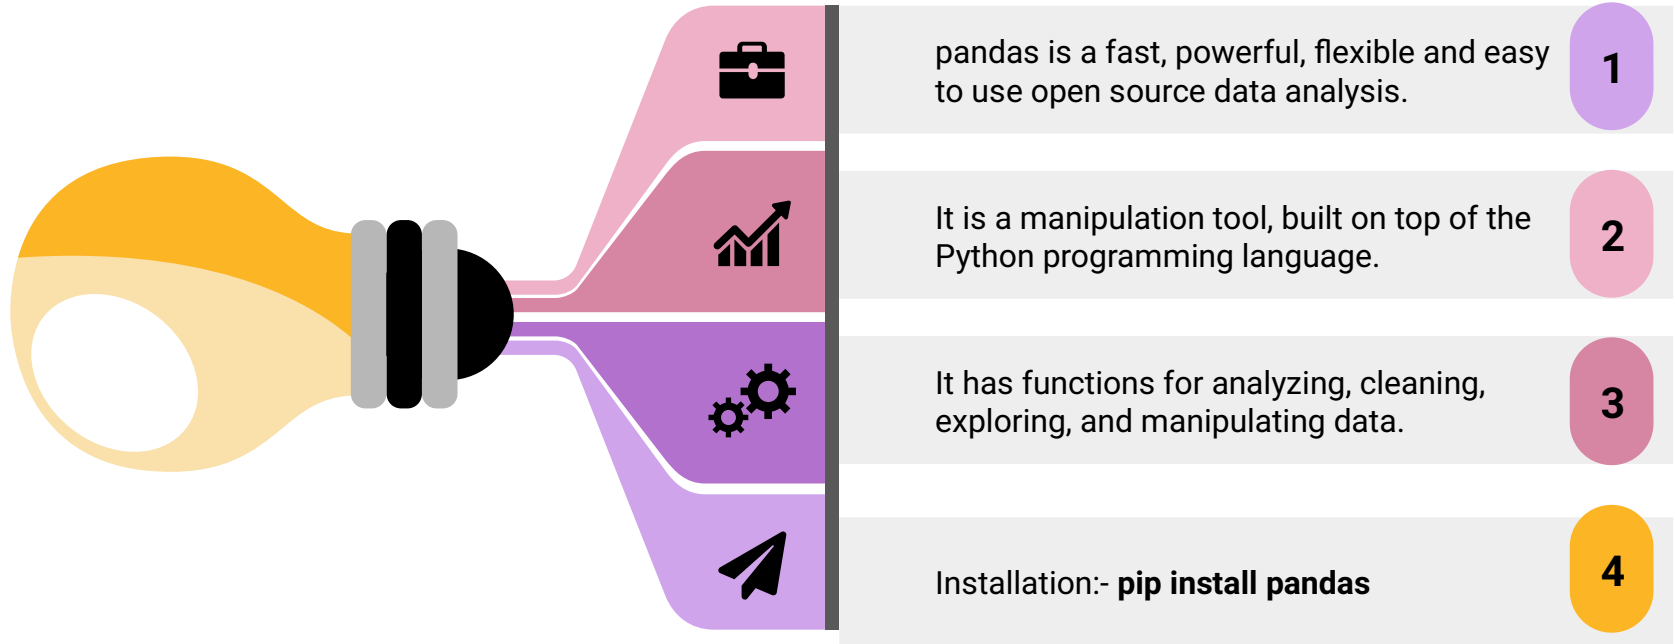 pandas is a fast, powerful, flexible and easy
to use open source data analysis.
1
It is a manipulation tool, built on top of the
Python programming language.
2
It has functions for analyzing, cleaning,
exploring, and manipulating data.
3
Installation:- pip install pandas
4